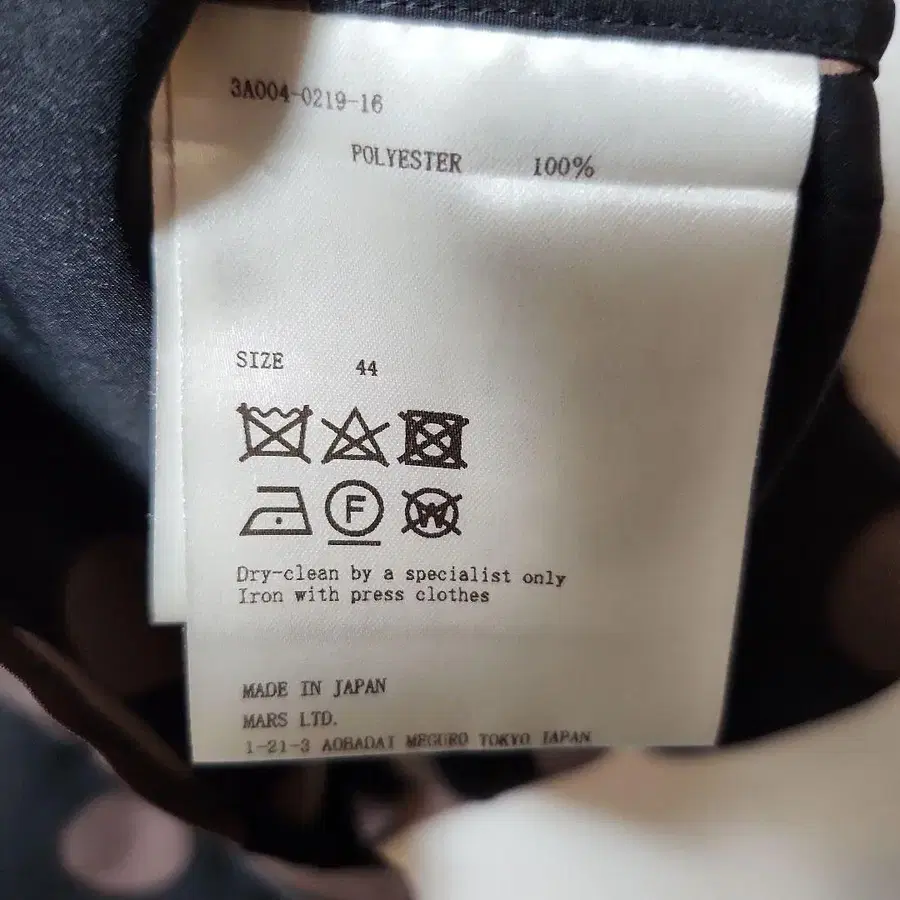 3A004-0219-16
POLYESTER 100%
SIZE 44
F
W
Dry-clean by a specialist only
Iron with press clothes
MADE IN JAPAN
MARS LTD.
1-21-3 AOBADAI MEGURO TOKYO JAPAN